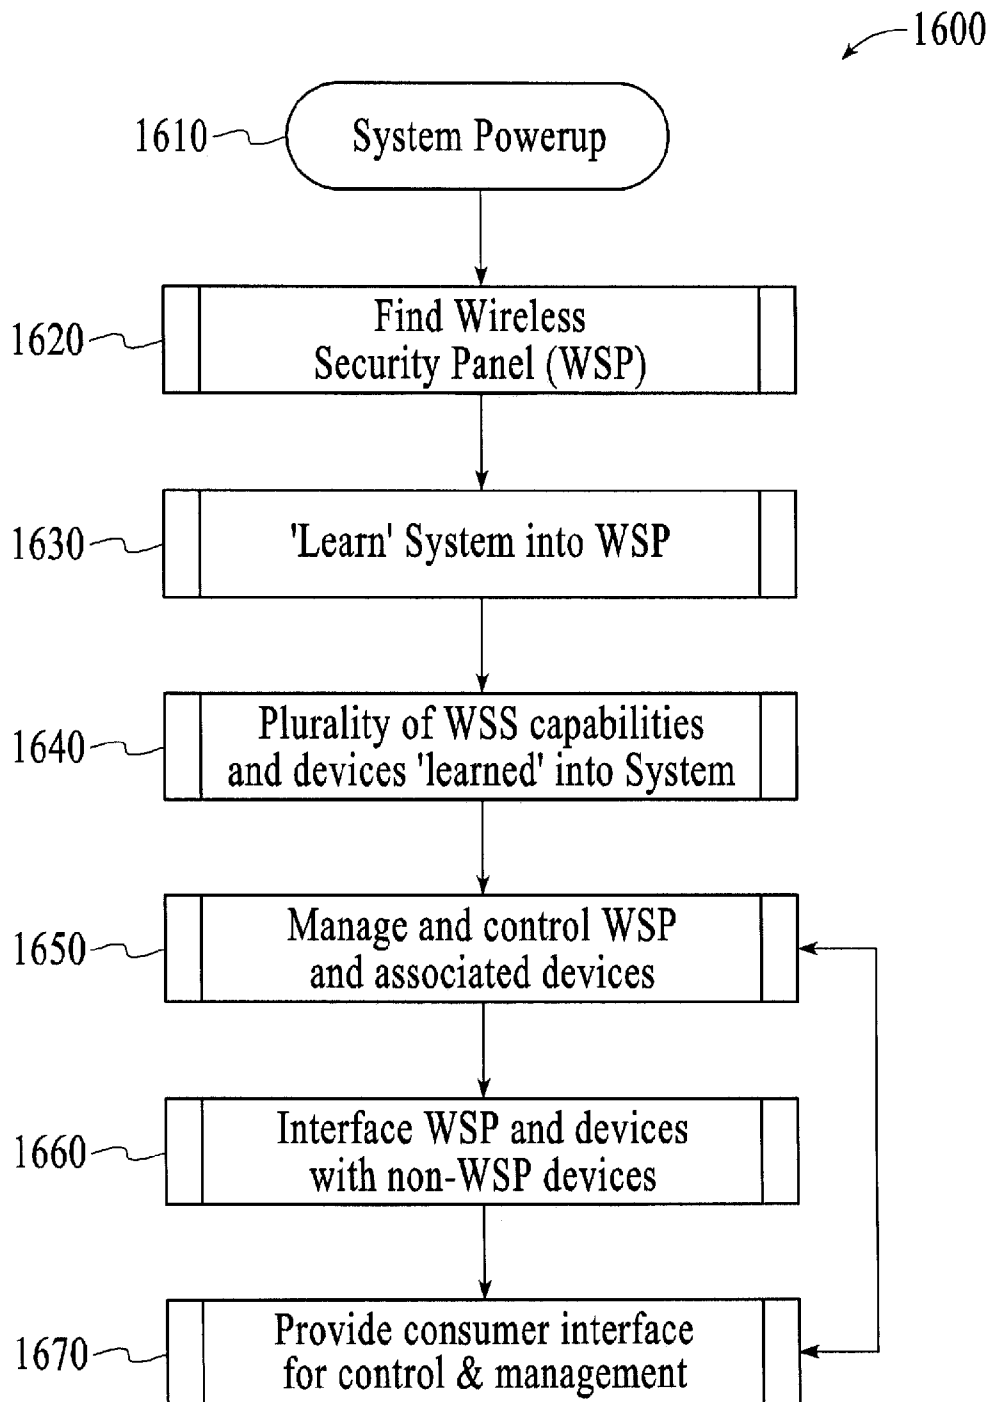 1600
1610
System Powerup
1620
Find Wireless
Security Panel (WSP)
1630
'Learn' System into WSP
1640
Plurality of WSS capabilities
and devices 'learned' into System
1650
Manage and control WSP
and associated devices
1660
Interface WSP and devices
with non-WSP devices
1670
Provide consumer interface
for control & management